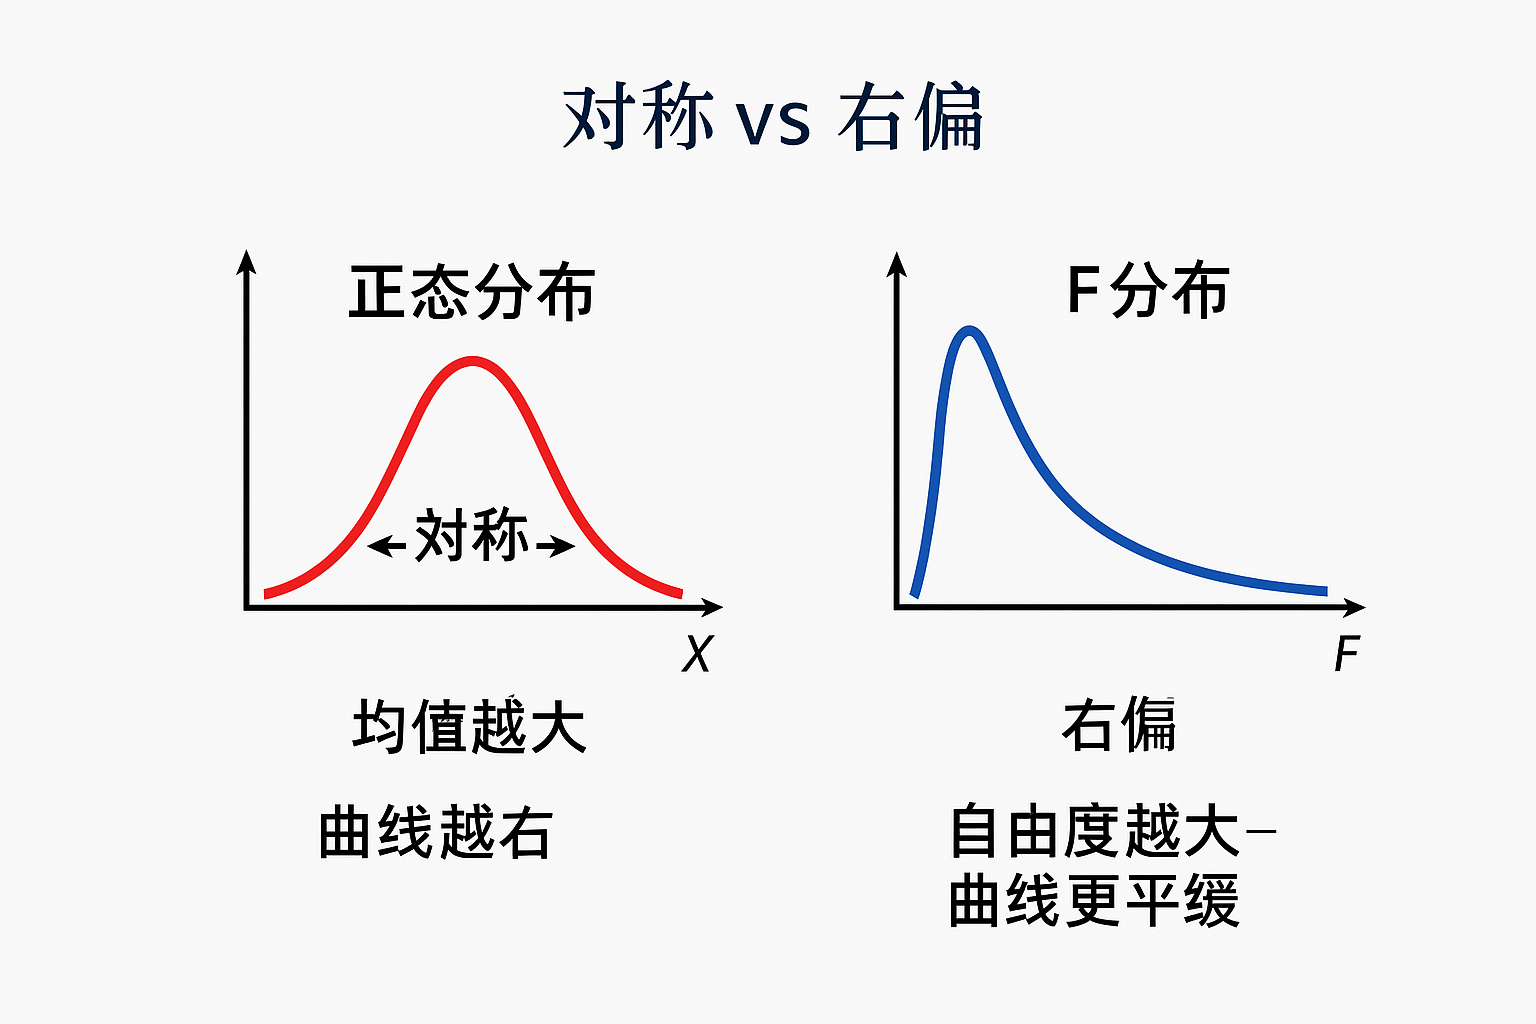 对称 vs 右偏
正态分布
F分布
对称
X
F
均值越大
曲线越右
右偏
自由度越大—
曲线更平缓